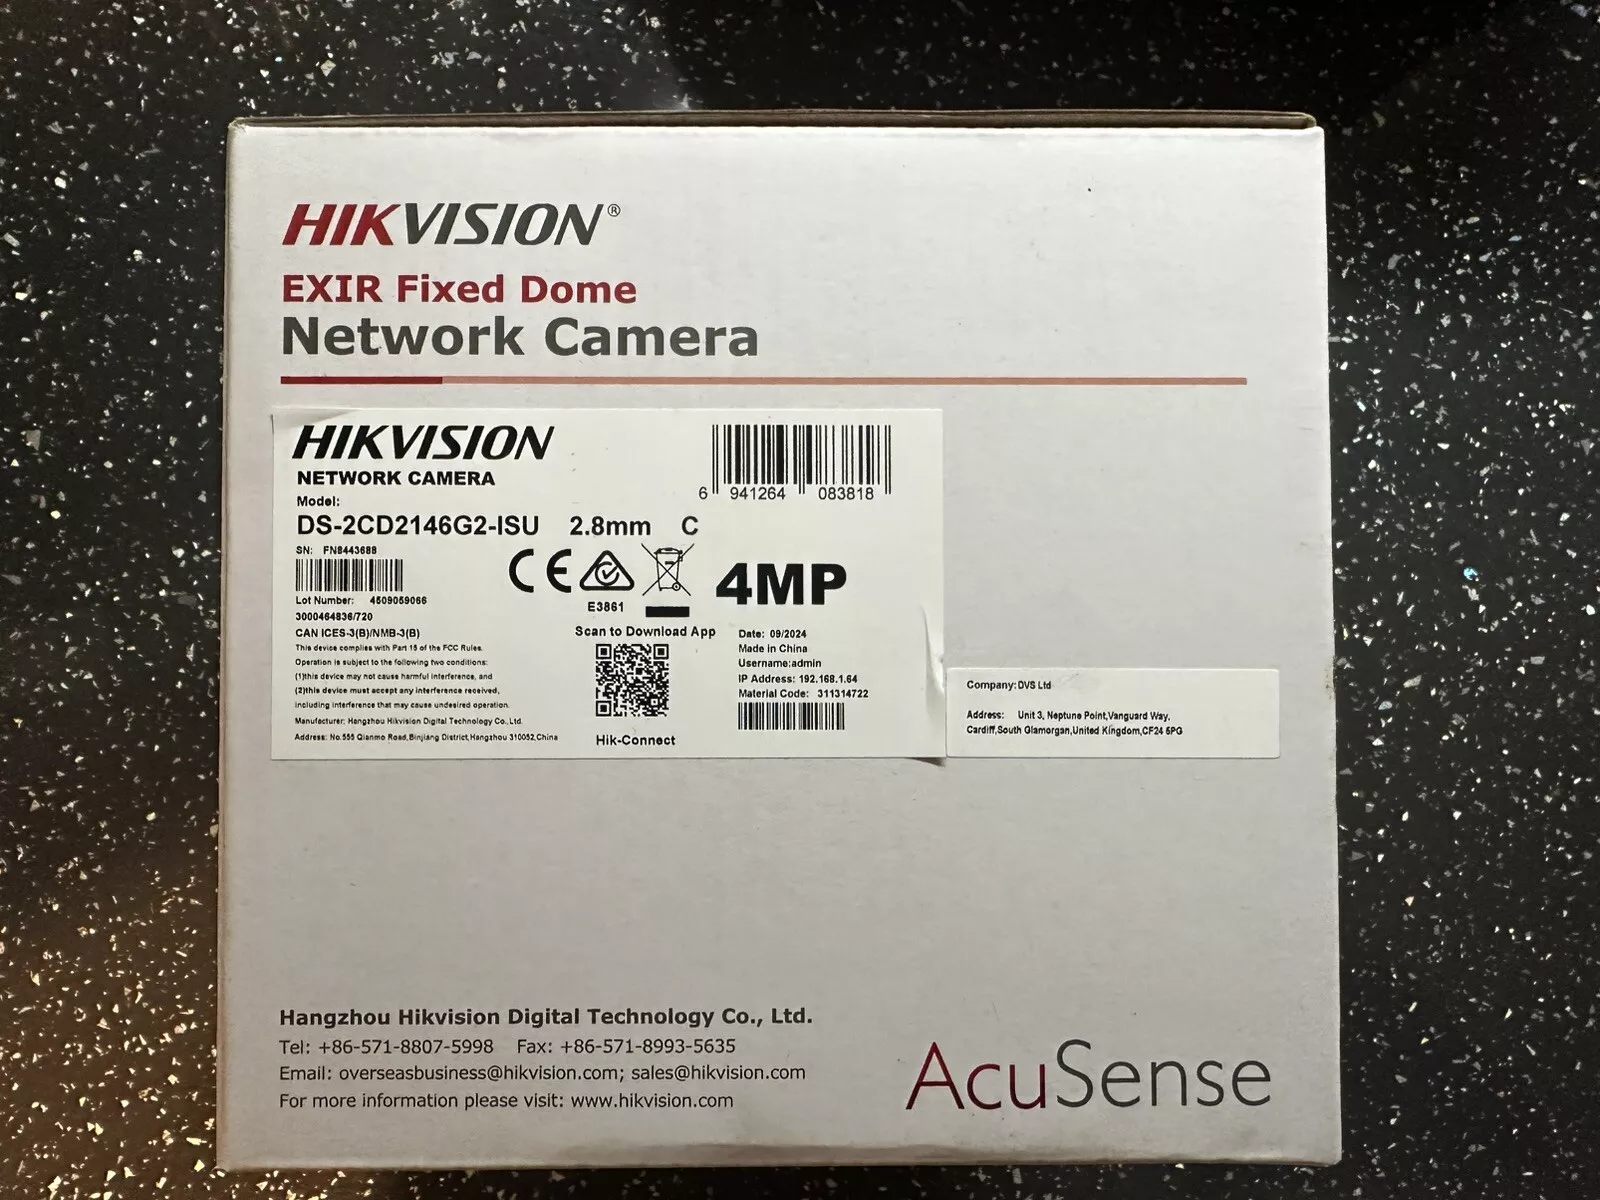 HIKVISION®
EXIR Fixed Dome
Network Camera
HIKVISION
NETWORK CAMERA
Model:
DS-2CD2146G2-ISU 2.8mm C
SN: FN8443688
Lot Number: 4509059066
3000464836/720
CAN ICES-3(B)/NMB-3(B)
This device complies with Part 15 of the FCC Rules.
Operation is subject to the following two conditions:
(1)this device may not cause harmful interference, and
(2)this device must accept any interference received,
including interference that may cause undesired operation.
Manufacturer: Hangzhou Hikvision Digital Technology Co.,Ltd.
Address: No.555 Qianmo Road,Binjiang District,Hangzhou 310052,China
6 941264 083818
CE
E3861
4MP
Scan to Download App
Hik-Connect
Date: 09/2024
Made in China
Username:admin
IP Address: 192.168.1.64
Material Code: 311314722
Company:DVS Ltd
Address: Unit 3, Neptune Point,Vanguard Way,
Cardiff,South Glamorgan,United Kingdom,CF24 5PG
Hangzhou Hikvision Digital Technology Co., Ltd.
Tel: +86-571-8807-5998 Fax: +86-571-8993-5635
Email: overseasbusiness@hikvision.com; sales@hikvision.com
For more information please visit: www.hikvision.com
AcuSense